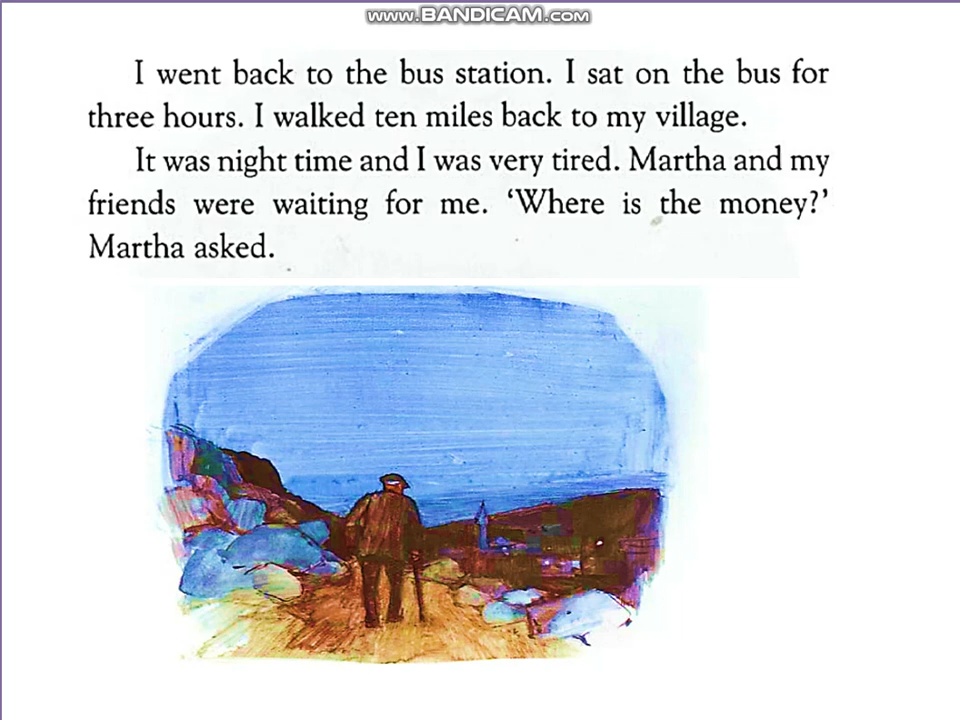 www.BANDICAM.com
I went back to the bus station. I sat on the bus for
three hours. I walked ten miles back to my village.
It was night time and I was very tired. Martha and my
friends were waiting for me. ‘Where is the money?’
Martha asked.